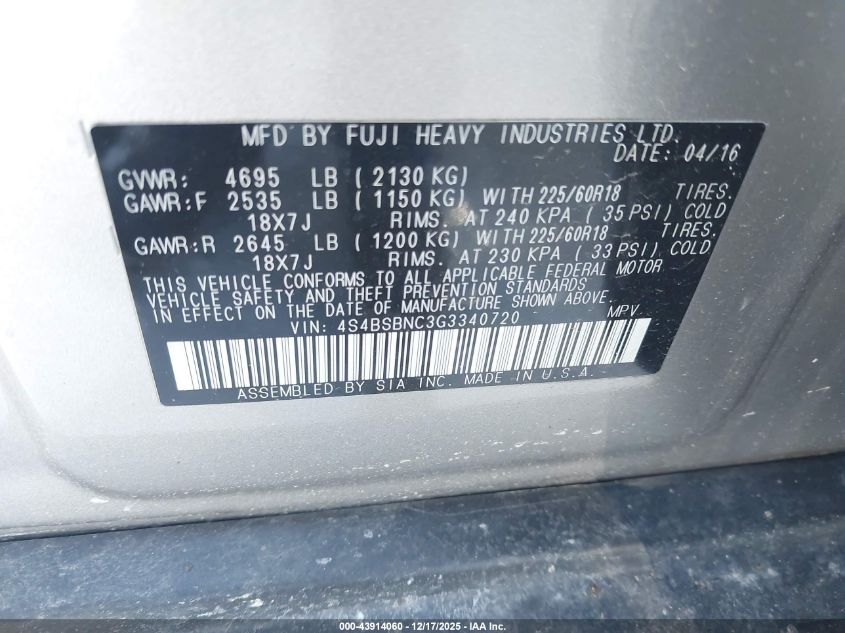 MFD BY FUJI HEAVY INDUSTRIES LTD.
DATE: 04/16
GVWR: 4695 LB ( 2130 KG)
GAWR:F 2535 LB ( 1150 KG) WITH 225/60R18 TIRES.
18X7J RIMS. AT 240 KPA ( 35 PSI) COLD
GAWR:R 2645 LB ( 1200 KG) WITH 225/60R18 TIRES.
18X7J RIMS. AT 230 KPA ( 33 PSI) COLD
THIS VEHICLE CONFORMS TO ALL APPLICABLE FEDERAL MOTOR
VEHICLE SAFETY AND THEFT PREVENTION STANDARDS
IN EFFECT ON THE DATE OF MANUFACTURE SHOWN ABOVE.
VIN: 4S4BSBNC3G3340720 MPV
ASSEMBLED BY SIA INC. MADE IN U.S.A.
000-43914060 - 12/17/2025 - IAA Inc.